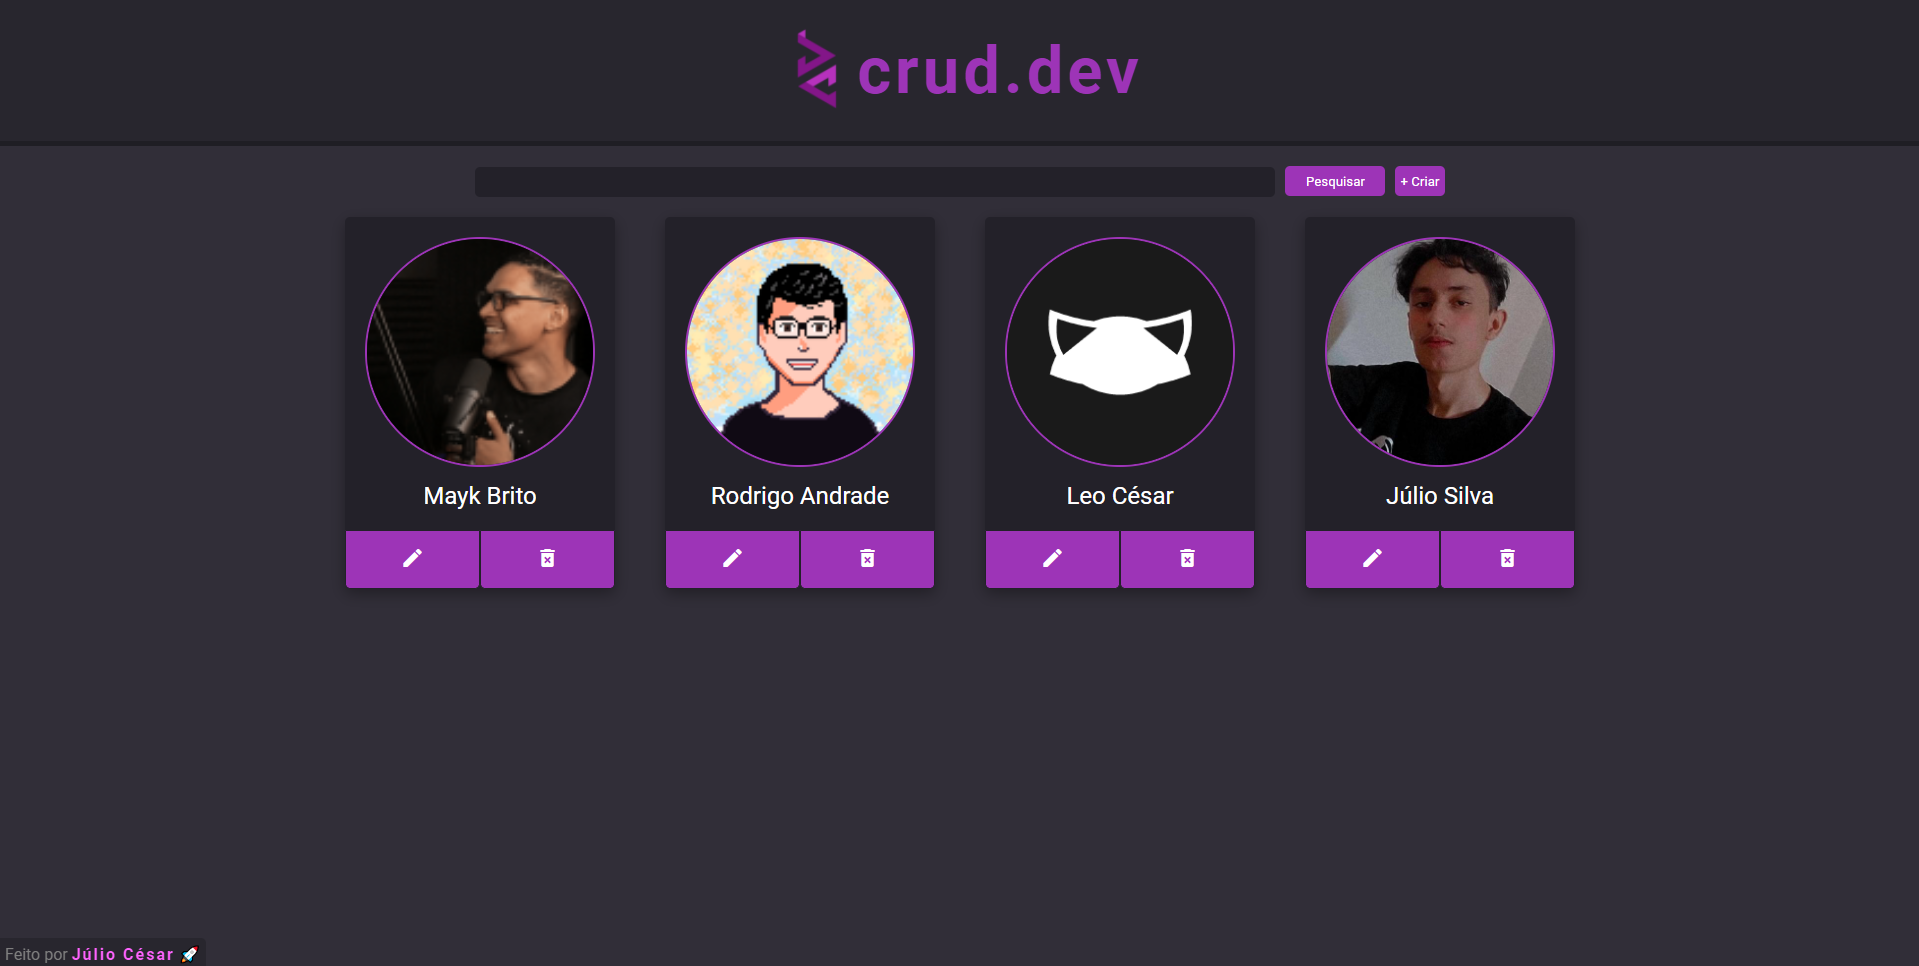 crud.dev
Pesquisar
+ Criar
Mayk Brito
Rodrigo Andrade
Leo César
Júlio Silva
Feito por Júlio César 🚀